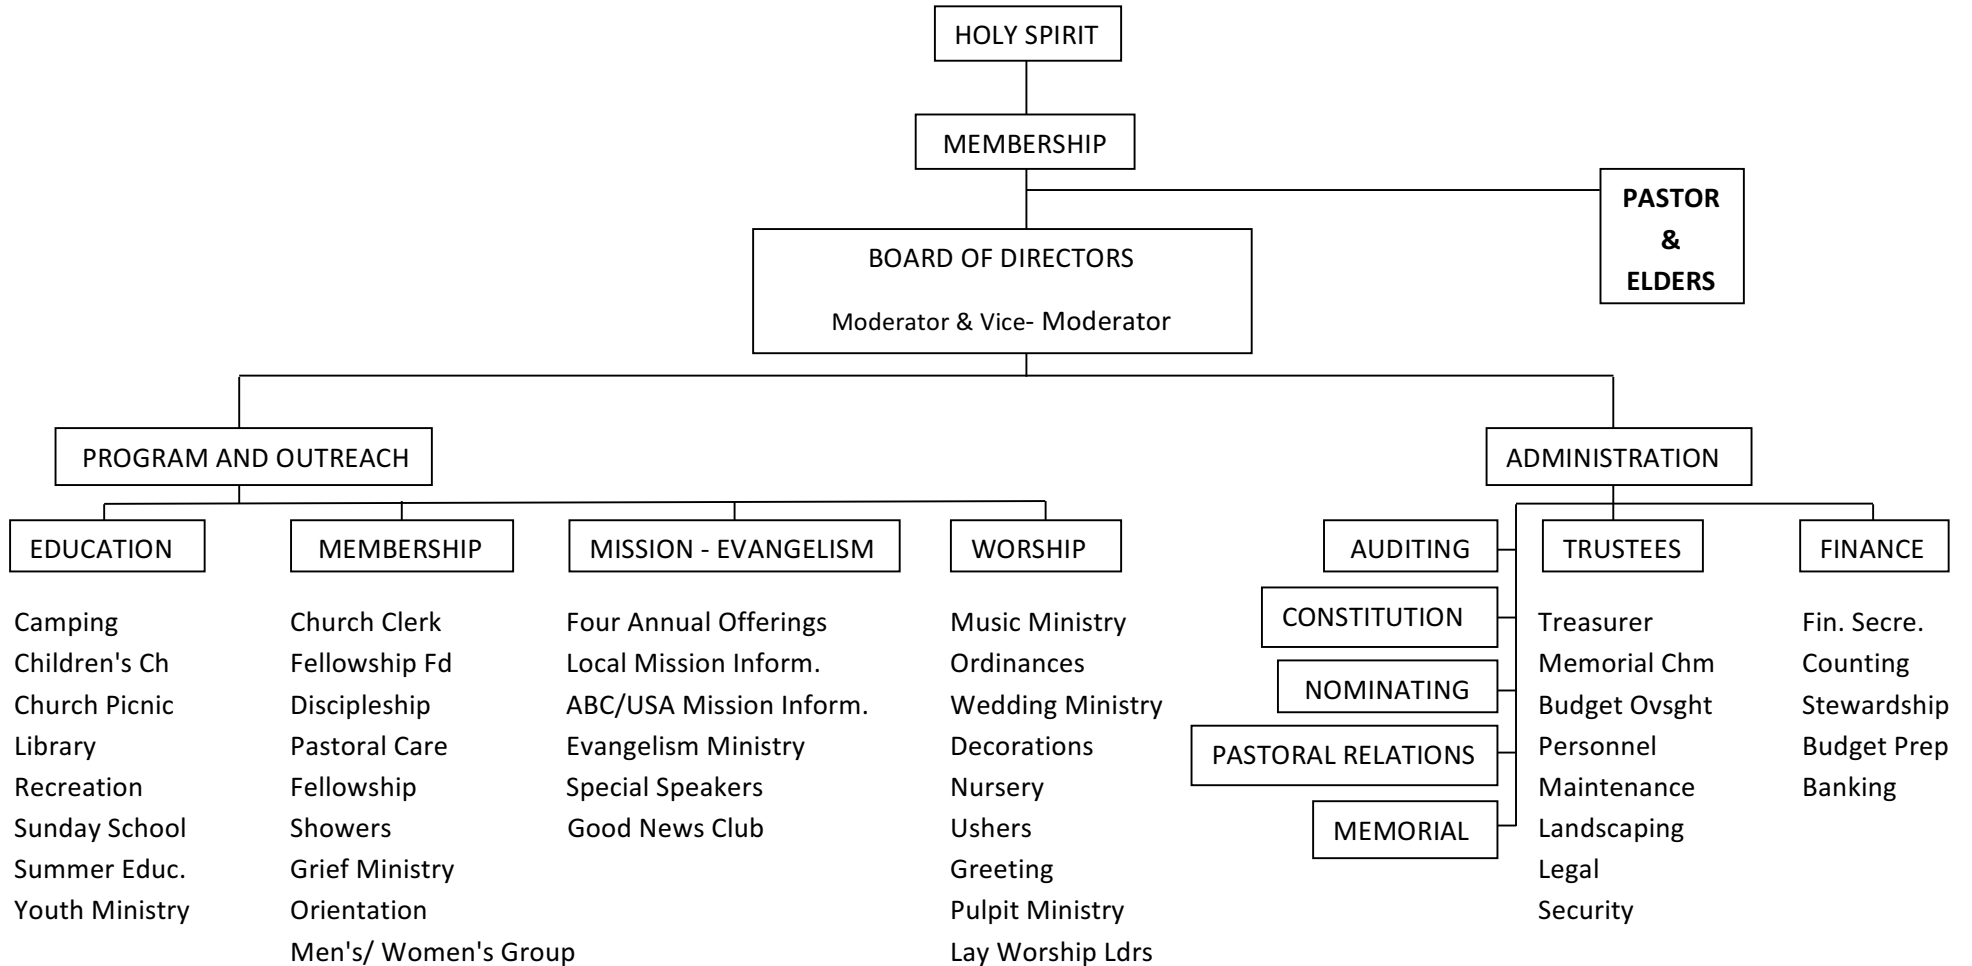 HOLY SPIRIT
MEMBERSHIP
PASTOR
&
ELDERS
BOARD OF DIRECTORS
Moderator & Vice- Moderator
PROGRAM AND OUTREACH
ADMINISTRATION
EDUCATION
Camping
Children's Ch
Church Picnic
Library
Recreation
Sunday School
Summer Educ.
Youth Ministry
MEMBERSHIP
Church Clerk
Fellowship Fd
Discipleship
Pastoral Care
Fellowship
Showers
Grief Ministry
Orientation
Men's/ Women's Group
MISSION - EVANGELISM
Four Annual Offerings
Local Mission Inform.
ABC/USA Mission Inform.
Evangelism Ministry
Special Speakers
Good News Club
WORSHIP
Music Ministry
Ordinances
Wedding Ministry
Decorations
Nursery
Ushers
Greeting
Pulpit Ministry
Lay Worship Ldrs
AUDITING
CONSTITUTION
NOMINATING
PASTORAL RELATIONS
MEMORIAL
TRUSTEES
Treasurer
Memorial Chm
Budget Ovsght
Personnel
Maintenance
Landscaping
Legal
Security
FINANCE
Fin. Secre.
Counting
Stewardship
Budget Prep
Banking